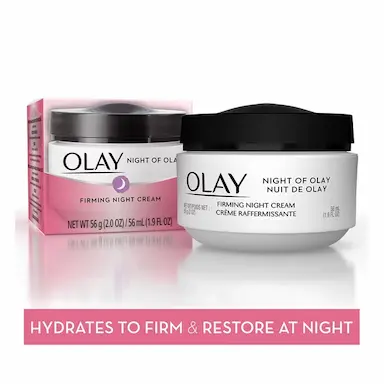 OLAY NIGHT OF OLA
FIRMING NIGHT CREAM
NET WT 56 g (2.0 OZ) / 56 mL (1.9 FL OZ)
OLAY
NIGHT OF OLAY
NUIT DE OLAY
FIRMING NIGHT CREAM
CRÈME RAFFERMISSANTE
HYDRATES TO FIRM & RESTORE AT NIGHT